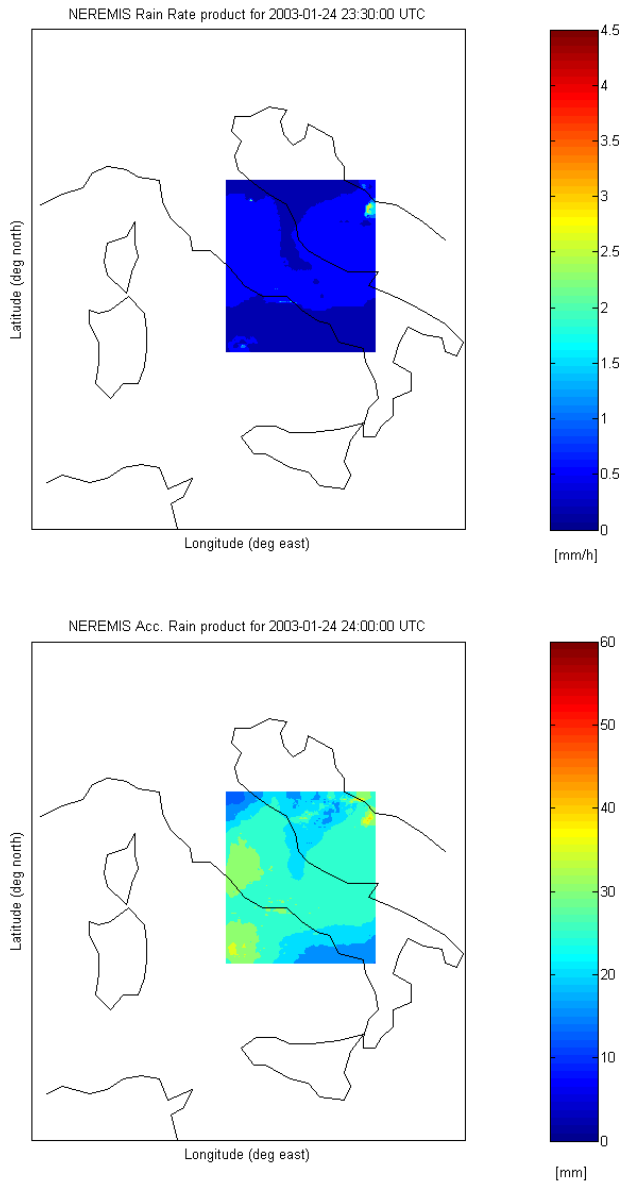 NEREMIS Rain Rate product for 2003-01-24 23:30:00 UTC
4.5
4
3.5
3
2.5
2
1.5
1
0.5
0
Latitude (deg north)
Longitude (deg east)
[mm/h]
NEREMIS Acc. Rain product for 2003-01-24 24:00:00 UTC
60
50
40
30
20
10
0
Latitude (deg north)
Longitude (deg east)
[mm]